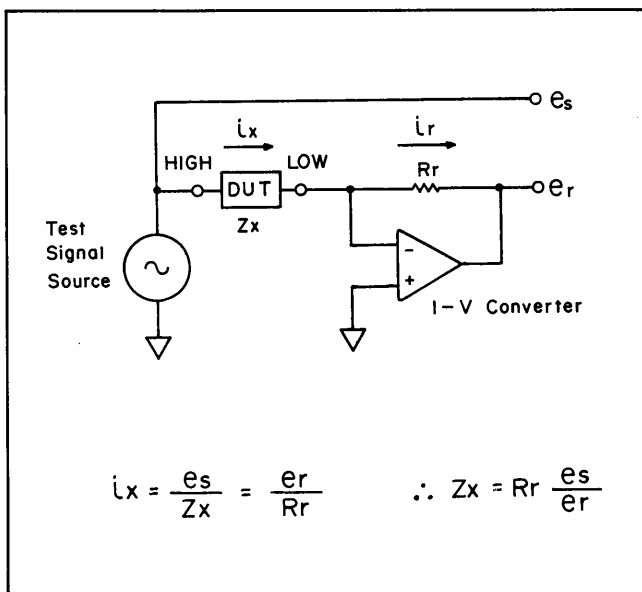 es
ix
ir
HIGH
LOW
Rr
er
DUT
Zx
Test
Signal
Source
-
+
I-V Converter
ix = es/Zx = er/Rr ∴ Zx = Rr es/er